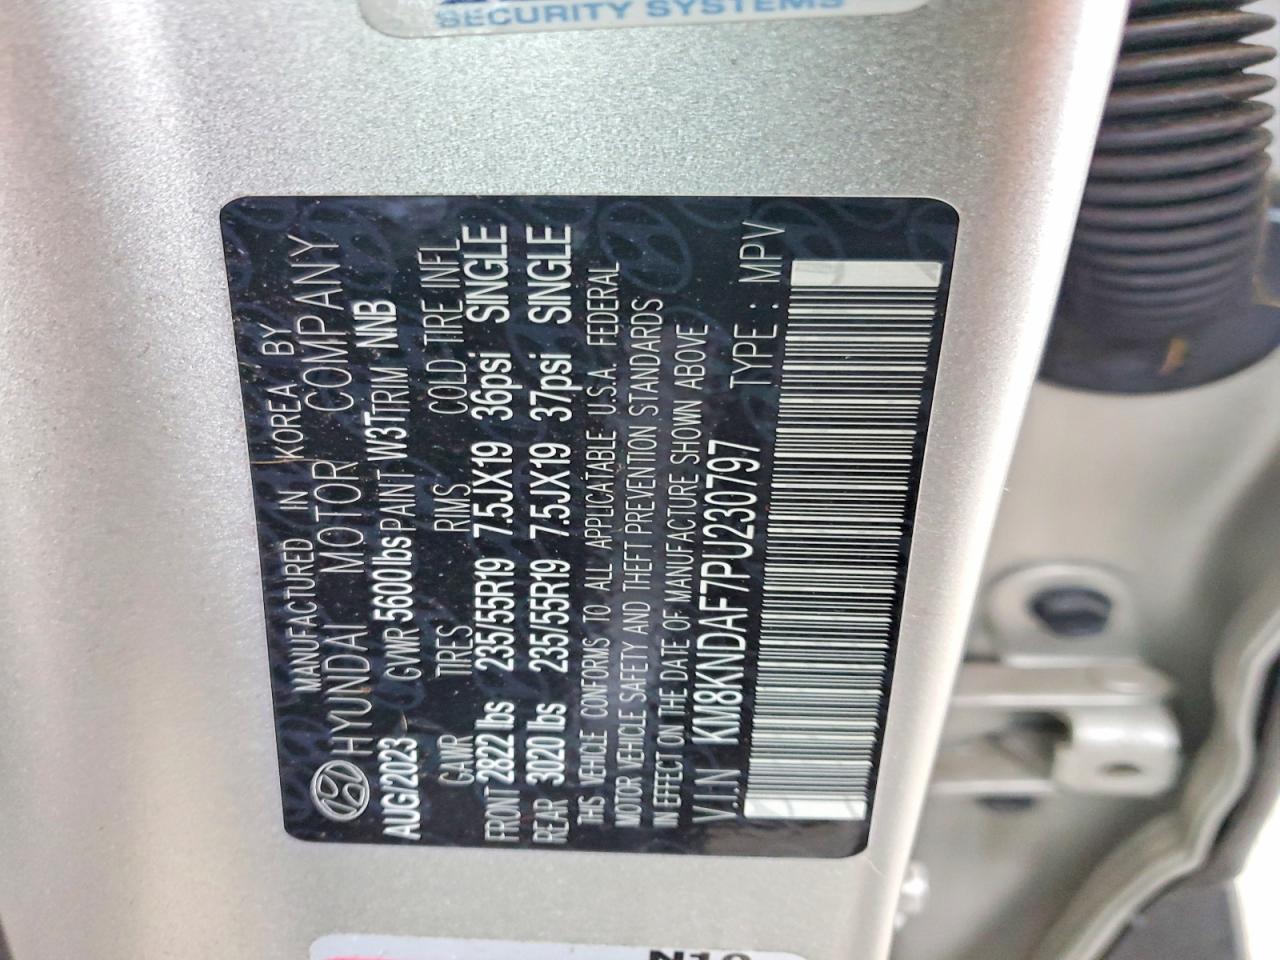 SECURITY SYSTEMS
MANUFACTURED IN KOREA BY
HYUNDAI MOTOR COMPANY
AUG/2023 GVWR 5600lbs PAINT W3T TRIM NNB
GAWR TIRES RIMS COLD TIRE INFL
FRONT 2822 lbs 235/55R19 7.5JX19 36psi SINGLE
REAR 3020 lbs 235/55R19 7.5JX19 37psi SINGLE
THIS VEHICLE CONFORMS TO ALL APPLICATABLE U.S.A. FEDERAL
MOTOR VEHICLE SAFETY AND THEFT PREVENTION STANDARDS
IN EFFECT ON THE DATE OF MANUFACTURE SHOWN ABOVE
V.I.N KM8KNDAF7PU230797 TYPE : MPV